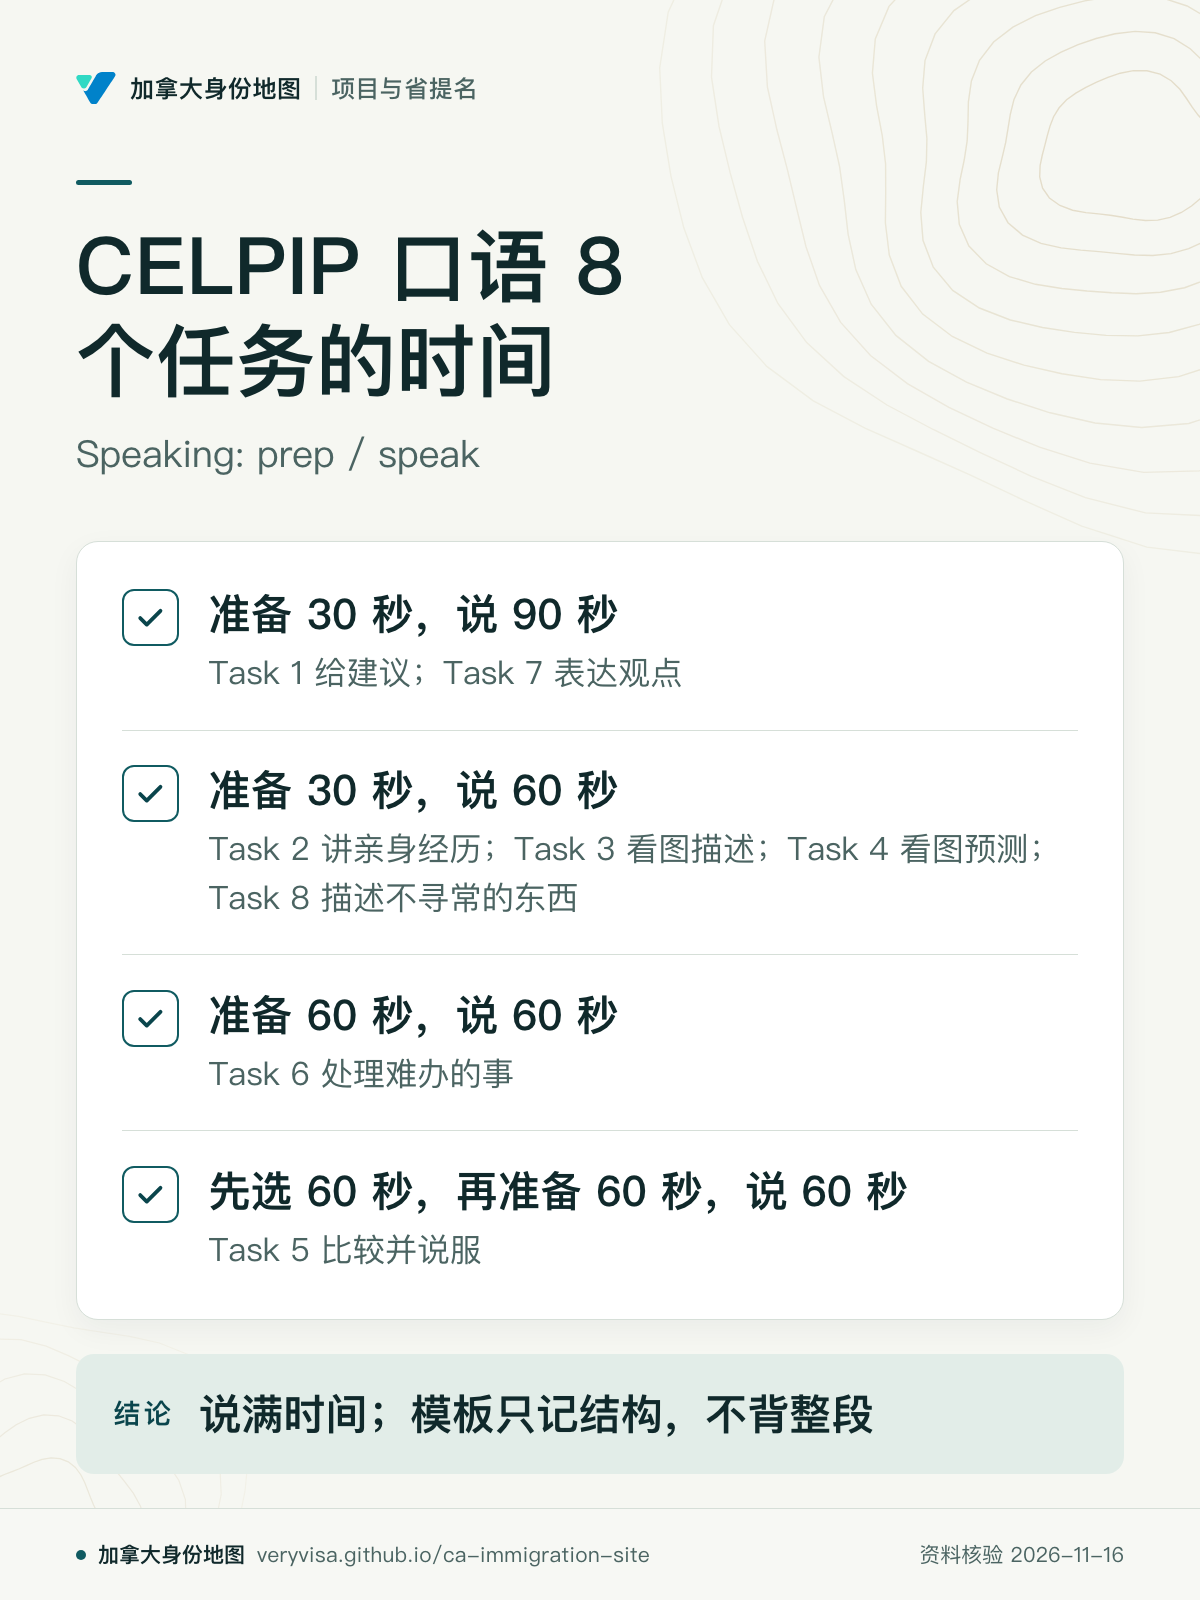 加拿大身份地图 | 项目与省提名
CELPIP 口语 8
个任务的时间
Speaking: prep / speak
准备 30 秒，说 90 秒
Task 1 给建议；Task 7 表达观点
准备 30 秒，说 60 秒
Task 2 讲亲身经历；Task 3 看图描述；Task 4 看图预测；
Task 8 描述不寻常的东西
准备 60 秒，说 60 秒
Task 6 处理难办的事
先选 60 秒，再准备 60 秒，说 60 秒
Task 5 比较并说服
结论 说满时间；模板只记结构，不背整段
加拿大身份地图 veryvisa.github.io/ca-immigration-site 资料核验 2026-11-16